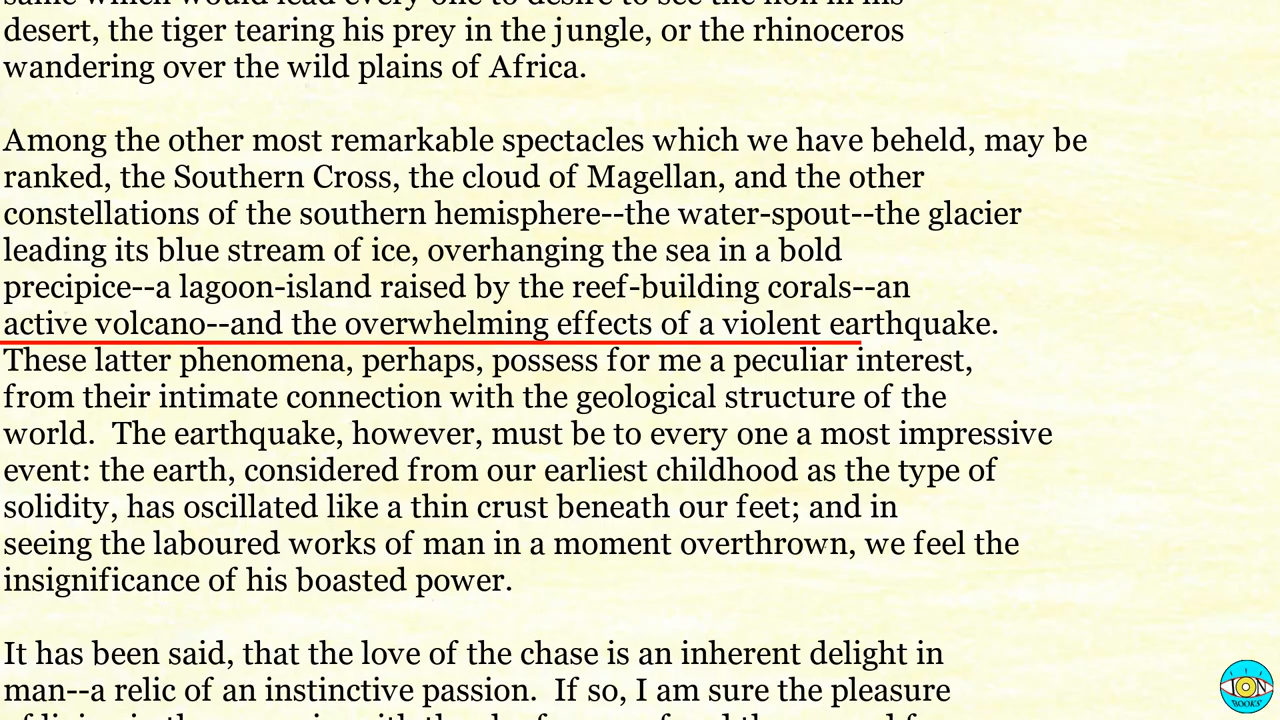 desert, the tiger tearing his prey in the jungle, or the rhinoceros
wandering over the wild plains of Africa.
Among the other most remarkable spectacles which we have beheld, may be
ranked, the Southern Cross, the cloud of Magellan, and the other
constellations of the southern hemisphere--the water-spout--the glacier
leading its blue stream of ice, overhanging the sea in a bold
precipice--a lagoon-island raised by the reef-building corals--an
active volcano--and the overwhelming effects of a violent earthquake.
These latter phenomena, perhaps, possess for me a peculiar interest,
from their intimate connection with the geological structure of the
world.  The earthquake, however, must be to every one a most impressive
event: the earth, considered from our earliest childhood as the type of
solidity, has oscillated like a thin crust beneath our feet; and in
seeing the laboured works of man in a moment overthrown, we feel the
insignificance of his boasted power.
It has been said, that the love of the chase is an inherent delight in
man--a relic of an instinctive passion.  If so, I am sure the pleasure
ION
BOOKS